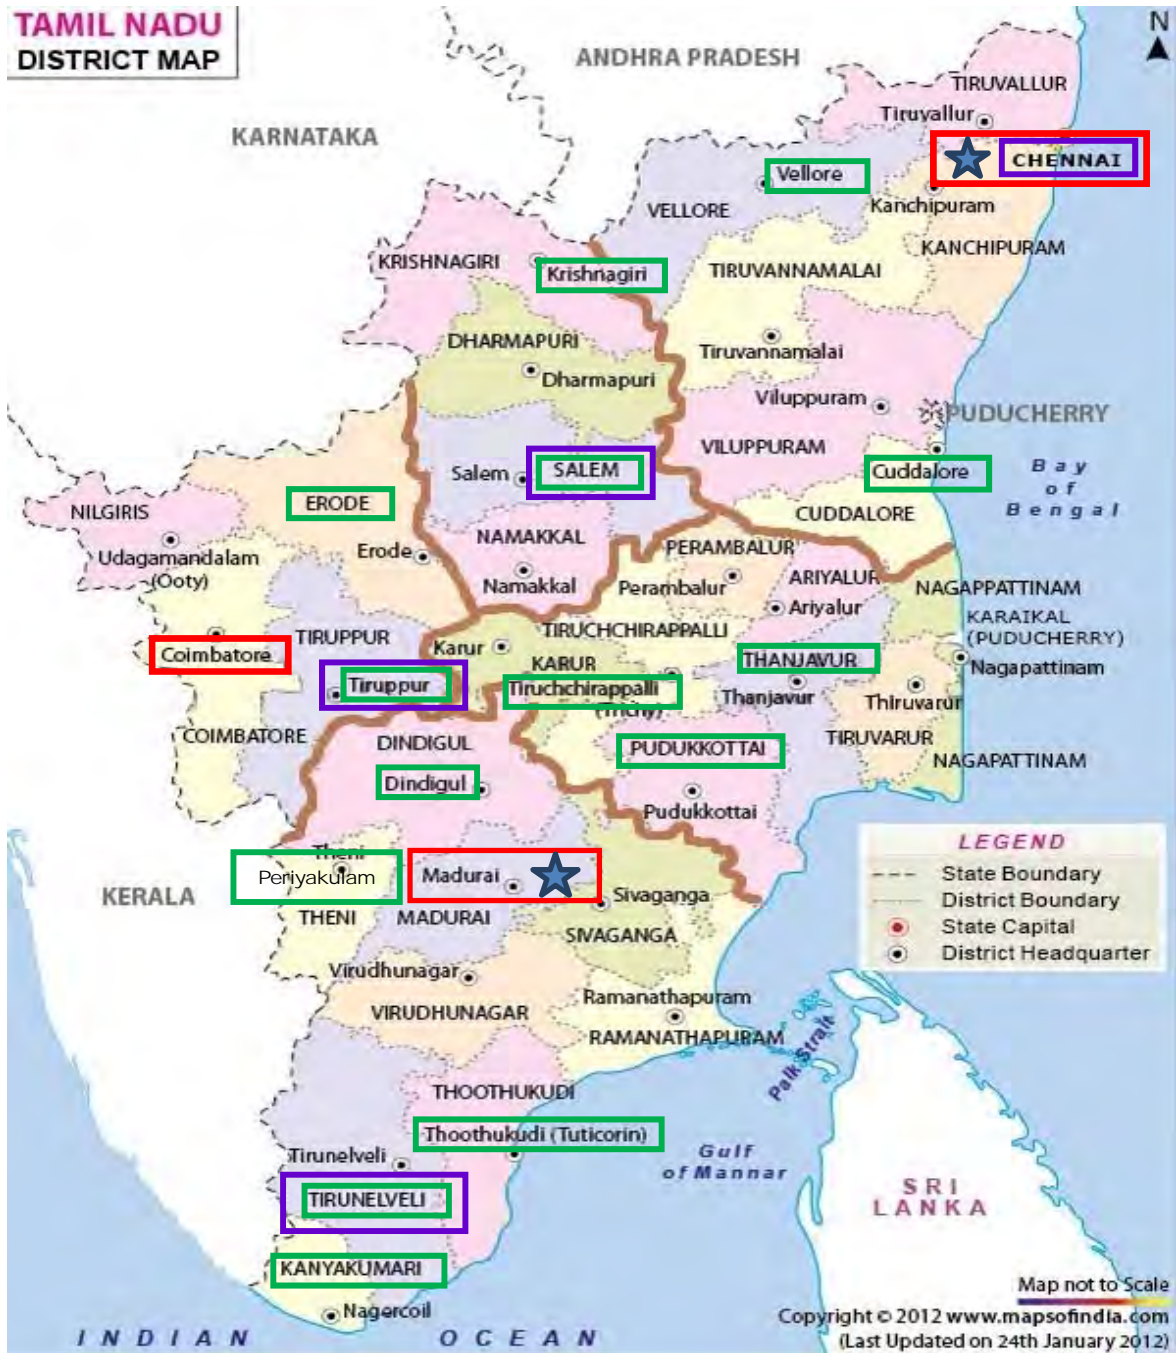 TAMIL NADU
DISTRICT MAP
N
ANDHRA PRADESH
KARNATAKA
TIRUVALLUR
Tiruvallur
CHENNAI
Vellore
VELLORE
Kanchipuram
KANCHIPURAM
KRISHNAGIRI
Krishnagiri
TIRUVANNAMALAI
DHARMAPURI
Tiruvannamalai
Dharmapuri
Viluppuram
PUDUCHERRY
VILUPPURAM
Salem
SALEM
Cuddalore
Bay
of
Bengal
ERODE
NILGIRIS
CUDDALORE
NAMAKKAL
PERAMBALUR
Udagamandalam
(Ooty)
Erode
Namakkal
Perambalur
ARIYALUR
NAGAPPATTINAM
Ariyalur
KARAIKAL
(PUDUCHERRY)
TIRUPPUR
TIRUCHCHIRAPPALLI
Karur
KARUR
Coimbatore
THANJAVUR
Nagapattinam
Tiruppur
Tiruchchirappalli
(Trichy)
Thanjavur
Thiruvarur
COIMBATORE
DINDIGUL
PUDUKKOTTAI
TIRUVARUR
NAGAPATTINAM
Dindigul
Pudukkottai
LEGEND
State Boundary
District Boundary
State Capital
District Headquarter
Theni
Periyakulam
Madurai
KERALA
THENI
MADURAI
Sivaganga
SIVAGANGA
Virudhunagar
VIRUDHUNAGAR
Ramanathapuram
RAMANATHAPURAM
Palk Strait
THOOTHUKUDI
Thoothukudi (Tuticorin)
Tirunelveli
Gulf
of Mannar
TIRUNELVELI
SRI
LANKA
KANYAKUMARI
Nagercoil
Map not to Scale
Copyright © 2012 www.mapsofindia.com
(Last Updated on 24th January 2012)
INDIAN OCEAN